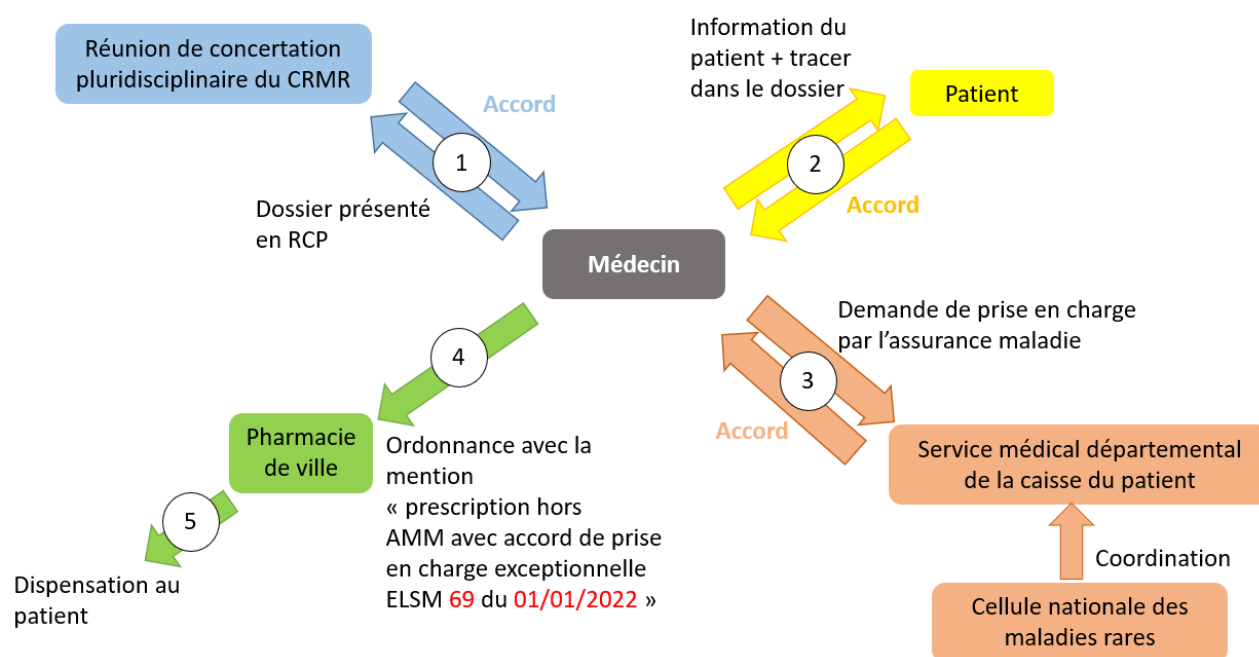 Réunion de concertation
pluridisciplinaire du CRMR
Accord
1
Dossier présenté
en RCP
Information du
patient + tracer
dans le dossier
Patient
2
Accord
Médecin
Demande de prise en charge
par l'assurance maladie
3
Accord
Service médical départemental
de la caisse du patient
Coordination
Cellule nationale des
maladies rares
4
Pharmacie
de ville
Ordonnance avec la
mention
« prescription hors
AMM avec accord de prise
en charge exceptionnelle
ELSM 69 du 01/01/2022 »
5
Dispensation au
patient